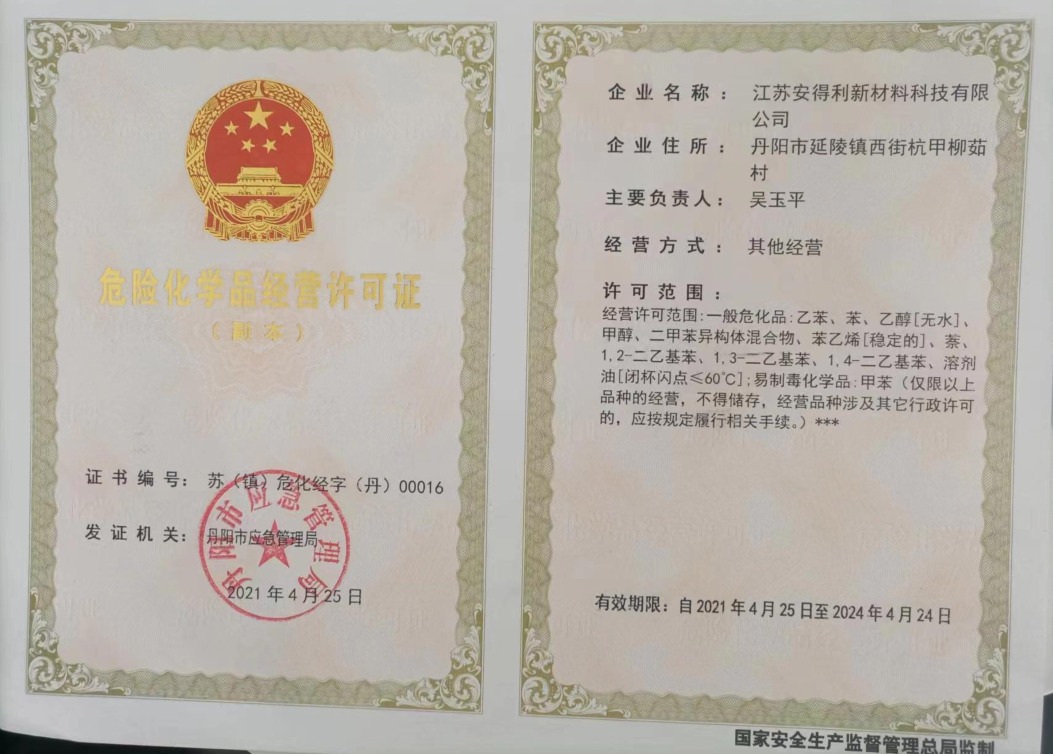 危险化学品经营许可证
（副本）
证书编号：苏（镇）危化经字（丹）00016
发证机关：丹阳市应急管理局
丹阳市应急管理局
2021年4月25日
企业名称：江苏安得利新材料科技有限
公司
企业住所：丹阳市延陵镇西街杭甲柳茹
村
主要负责人：吴玉平
经营方式：其他经营
许可范围：
经营许可范围:一般危化品:乙苯、苯、乙醇[无水]、
甲醇、二甲苯异构体混合物、苯乙烯[稳定的]、萘、
1,2-二乙基苯、1,3-二乙基苯、1,4-二乙基苯、溶剂
油[闭杯闪点≤60℃];易制毒化学品:甲苯（仅限以上
品种的经营，不得储存，经营品种涉及其它行政许可
的，应按规定履行相关手续。）***
有效期限：自2021年4月25日至2024年4月24日
国家安全生产监督管理总局监制